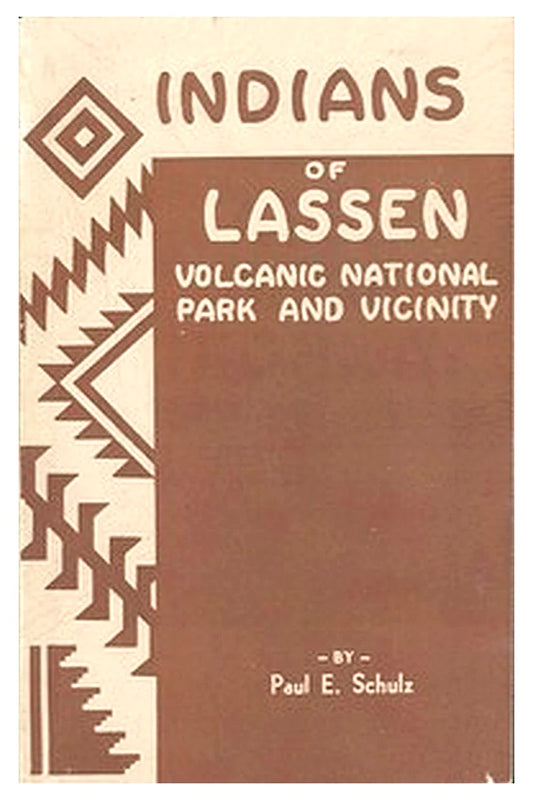 INDIANS
OF
LASSEN
VOLCANIC NATIONAL
PARK AND VICINITY
- BY -
Paul E. Schulz